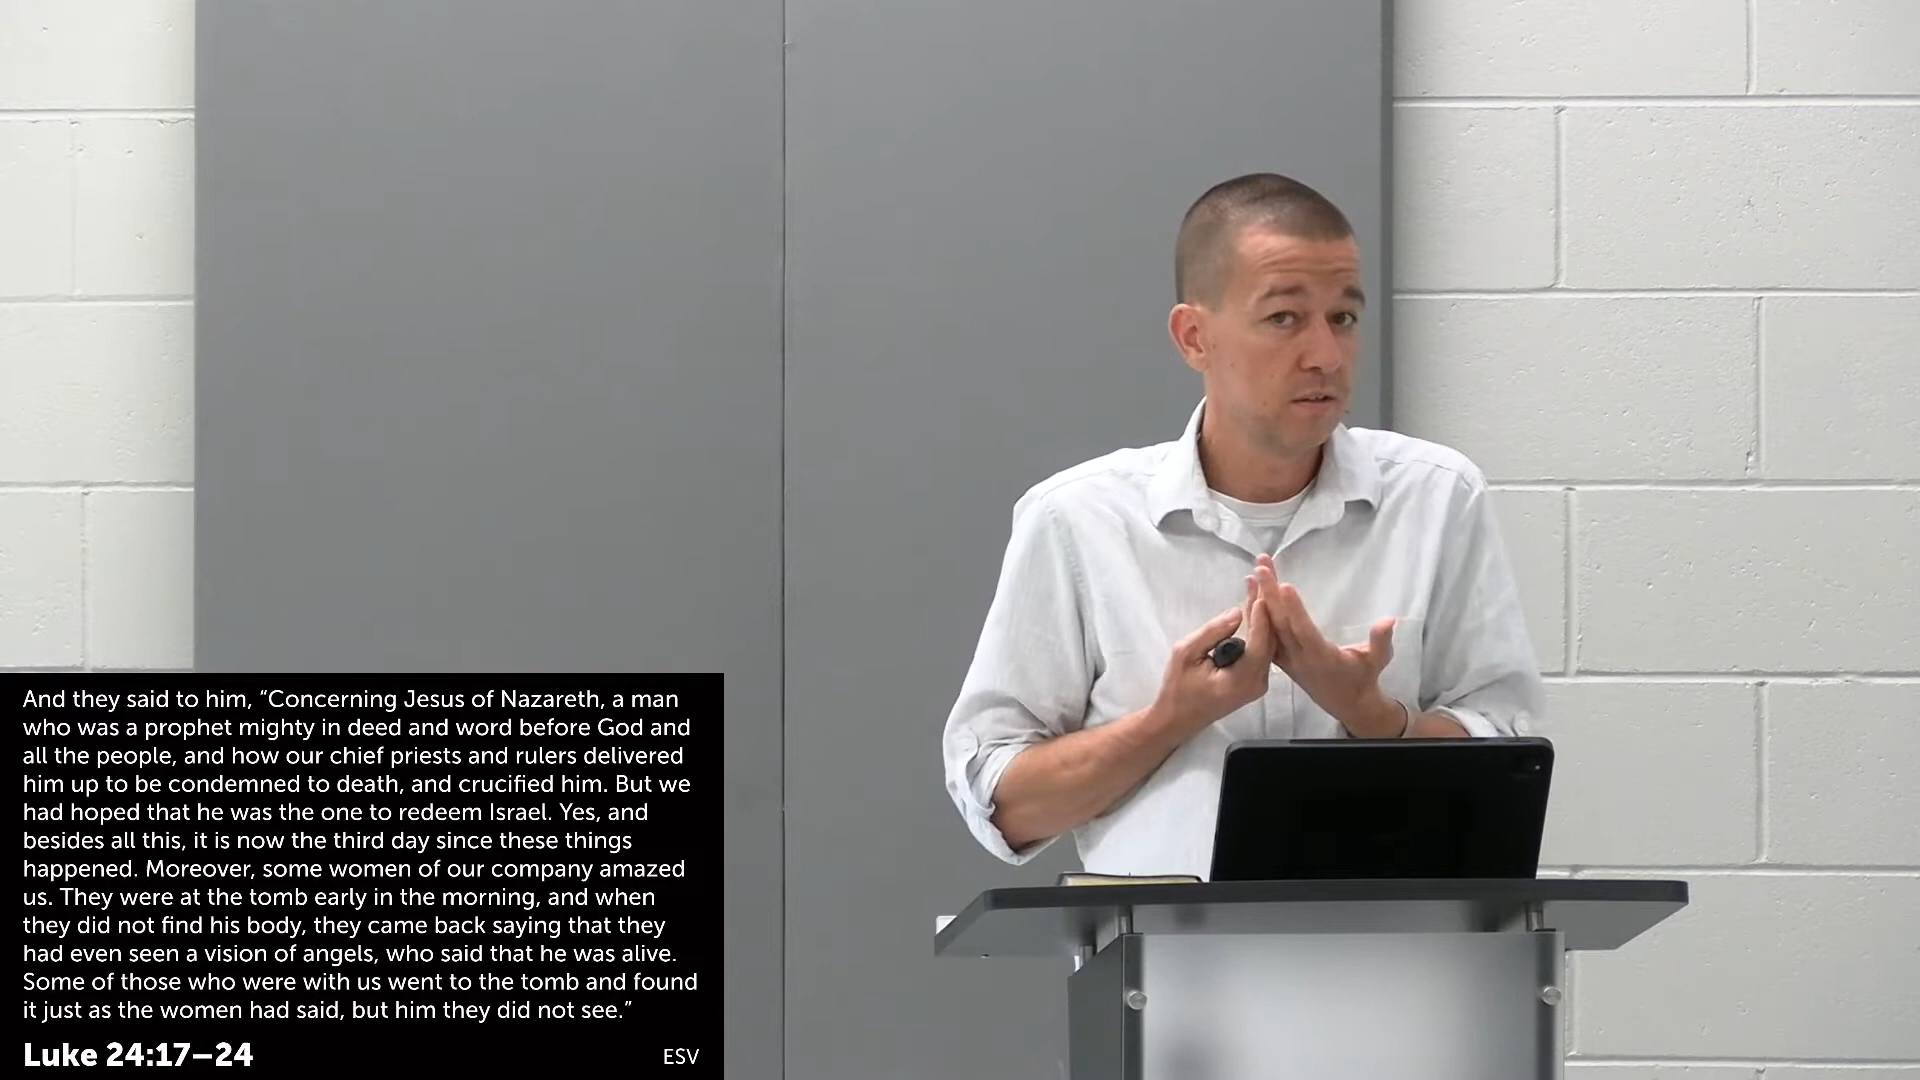 And they said to him, “Concerning Jesus of Nazareth, a man
who was a prophet mighty in deed and word before God and
all the people, and how our chief priests and rulers delivered
him up to be condemned to death, and crucified him. But we
had hoped that he was the one to redeem Israel. Yes, and
besides all this, it is now the third day since these things
happened. Moreover, some women of our company amazed
us. They were at the tomb early in the morning, and when
they did not find his body, they came back saying that they
had even seen a vision of angels, who said that he was alive.
Some of those who were with us went to the tomb and found
it just as the women had said, but him they did not see.”
Luke 24:17–24 ESV